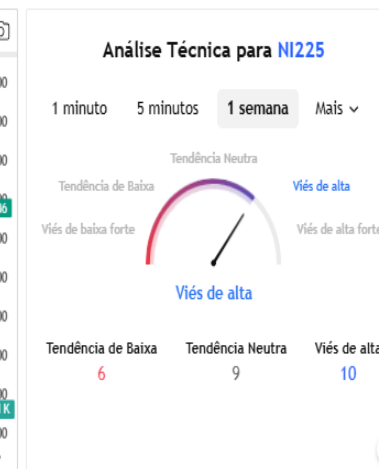 Análise Técnica para NI225
1 minuto 5 minutos 1 semana Mais
Tendência Neutra
Tendência de Baixa Viés de alta
Viés de baixa forte Viés de alta forte
Viés de alta
Tendência de Baixa Tendência Neutra Viés de alta
6 9 10